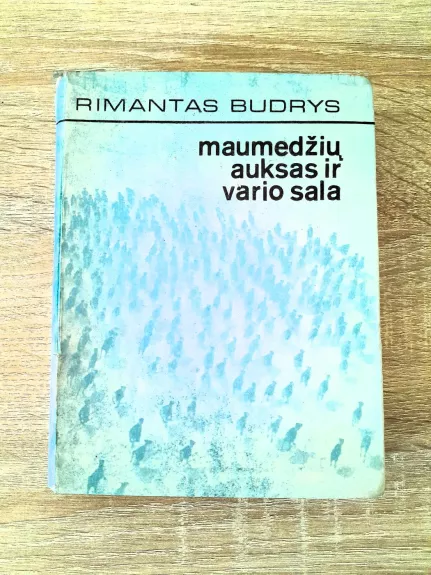 RIMANTAS BUDRYS
maumedžių
auksas ir
vario sala